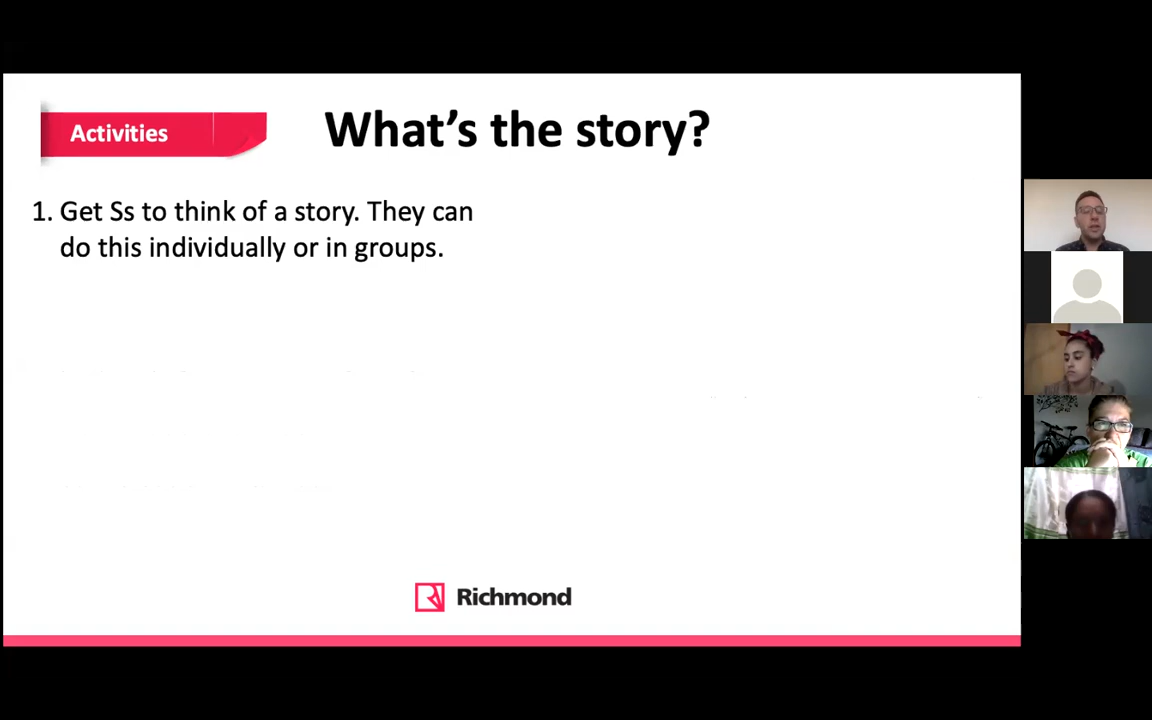 Activities
What's the story?
1. Get Ss to think of a story. They can
do this individually or in groups.
Richmond